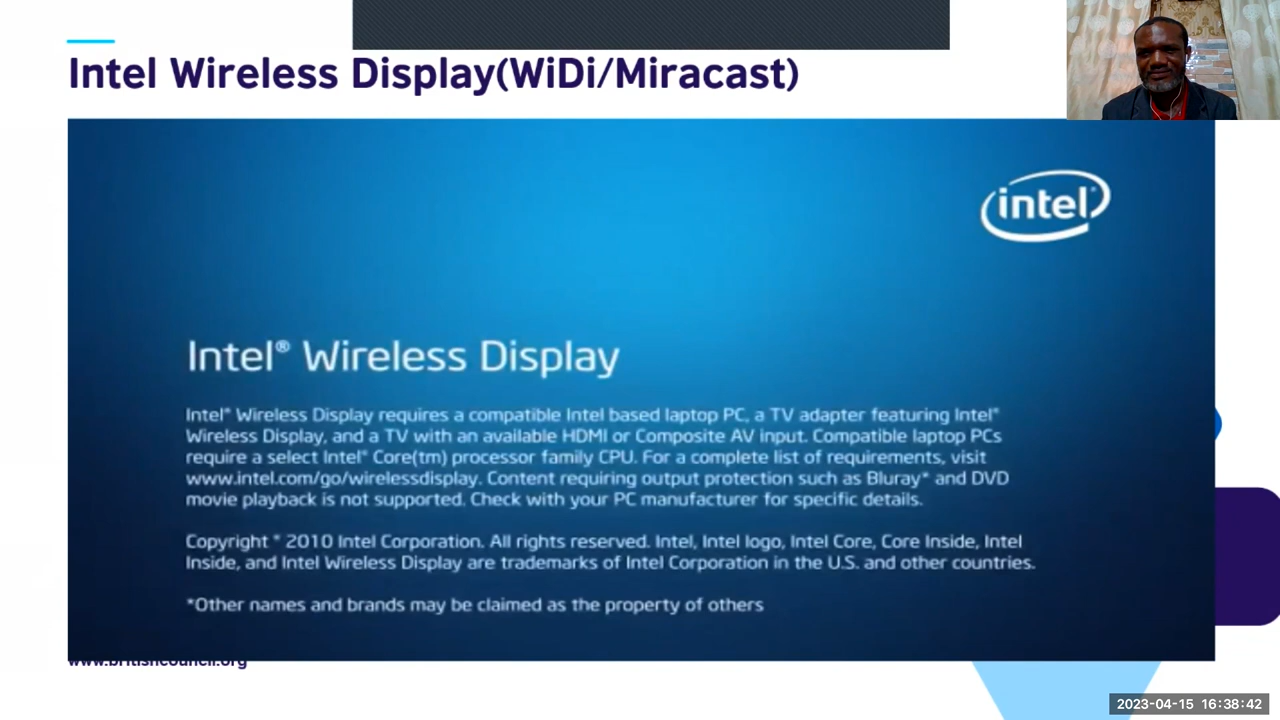 Intel Wireless Display(WiDi/Miracast)
intel
Intel® Wireless Display
Intel® Wireless Display requires a compatible Intel based laptop PC, a TV adapter featuring Intel®
Wireless Display, and a TV with an available HDMI or Composite AV input. Compatible laptop PCs
require a select Intel® Core(tm) processor family CPU. For a complete list of requirements, visit
www.intel.com/go/wirelessdisplay. Content requiring output protection such as Bluray* and DVD
movie playback is not supported. Check with your PC manufacturer for specific details.
Copyright * 2010 Intel Corporation. All rights reserved. Intel, Intel logo, Intel Core, Core Inside, Intel
Inside, and Intel Wireless Display are trademarks of Intel Corporation in the U.S. and other countries.
*Other names and brands may be claimed as the property of others
www.britishcouncil.org
2023-04-15 16:38:42